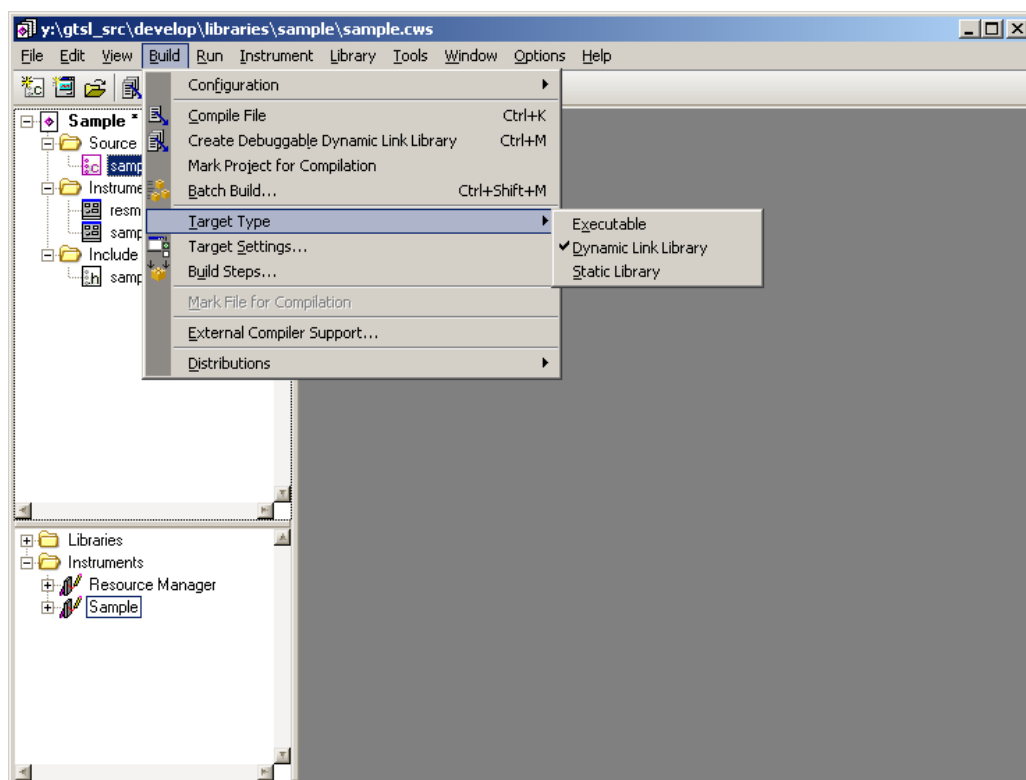 y:\gtsl_src\develop\libraries\sample\sample.cws
File Edit View Build Run Instrument Library Tools Window Options Help
Configuration
Sample *
Compile File Ctrl+K
Source
Create Debuggable Dynamic Link Library Ctrl+M
samp
Mark Project for Compilation
Instrume
Batch Build... Ctrl+Shift+M
resm
Target Type
Executable
samp
Target Settings...
Dynamic Link Library
Include
Build Steps...
Static Library
samp
Mark File for Compilation
External Compiler Support...
Distributions
Libraries
Instruments
Resource Manager
Sample